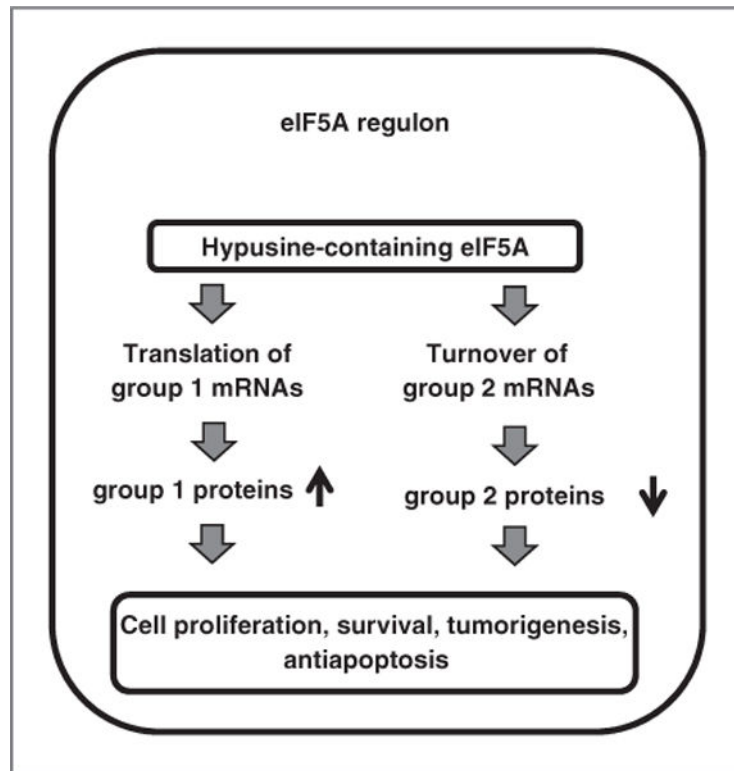 eIF5A regulon
Hypusine-containing eIF5A
Translation of
group 1 mRNAs
Turnover of
group 2 mRNAs
group 1 proteins
group 2 proteins
Cell proliferation, survival, tumorigenesis,
antiapoptosis